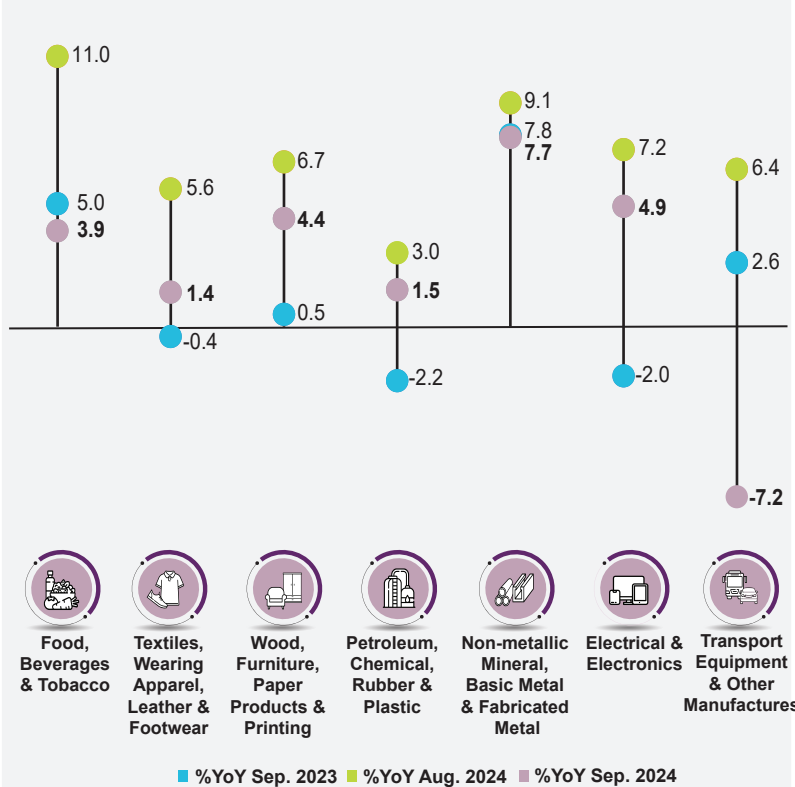 11.0
5.0
3.9
5.6
1.4
-0.4
6.7
4.4
0.5
3.0
1.5
-2.2
9.1
7.8
7.7
7.2
4.9
-2.0
6.4
2.6
-7.2
Food,
Beverages
& Tobacco
Textiles,
Wearing
Apparel,
Leather &
Footwear
Wood,
Furniture,
Paper
Products &
Printing
Petroleum,
Chemical,
Rubber &
Plastic
Non-metallic
Mineral,
Basic Metal
& Fabricated
Metal
Electrical &
Electronics
Transport
Equipment
& Other
Manufactures
%YoY Sep. 2023 %YoY Aug. 2024 %YoY Sep. 2024